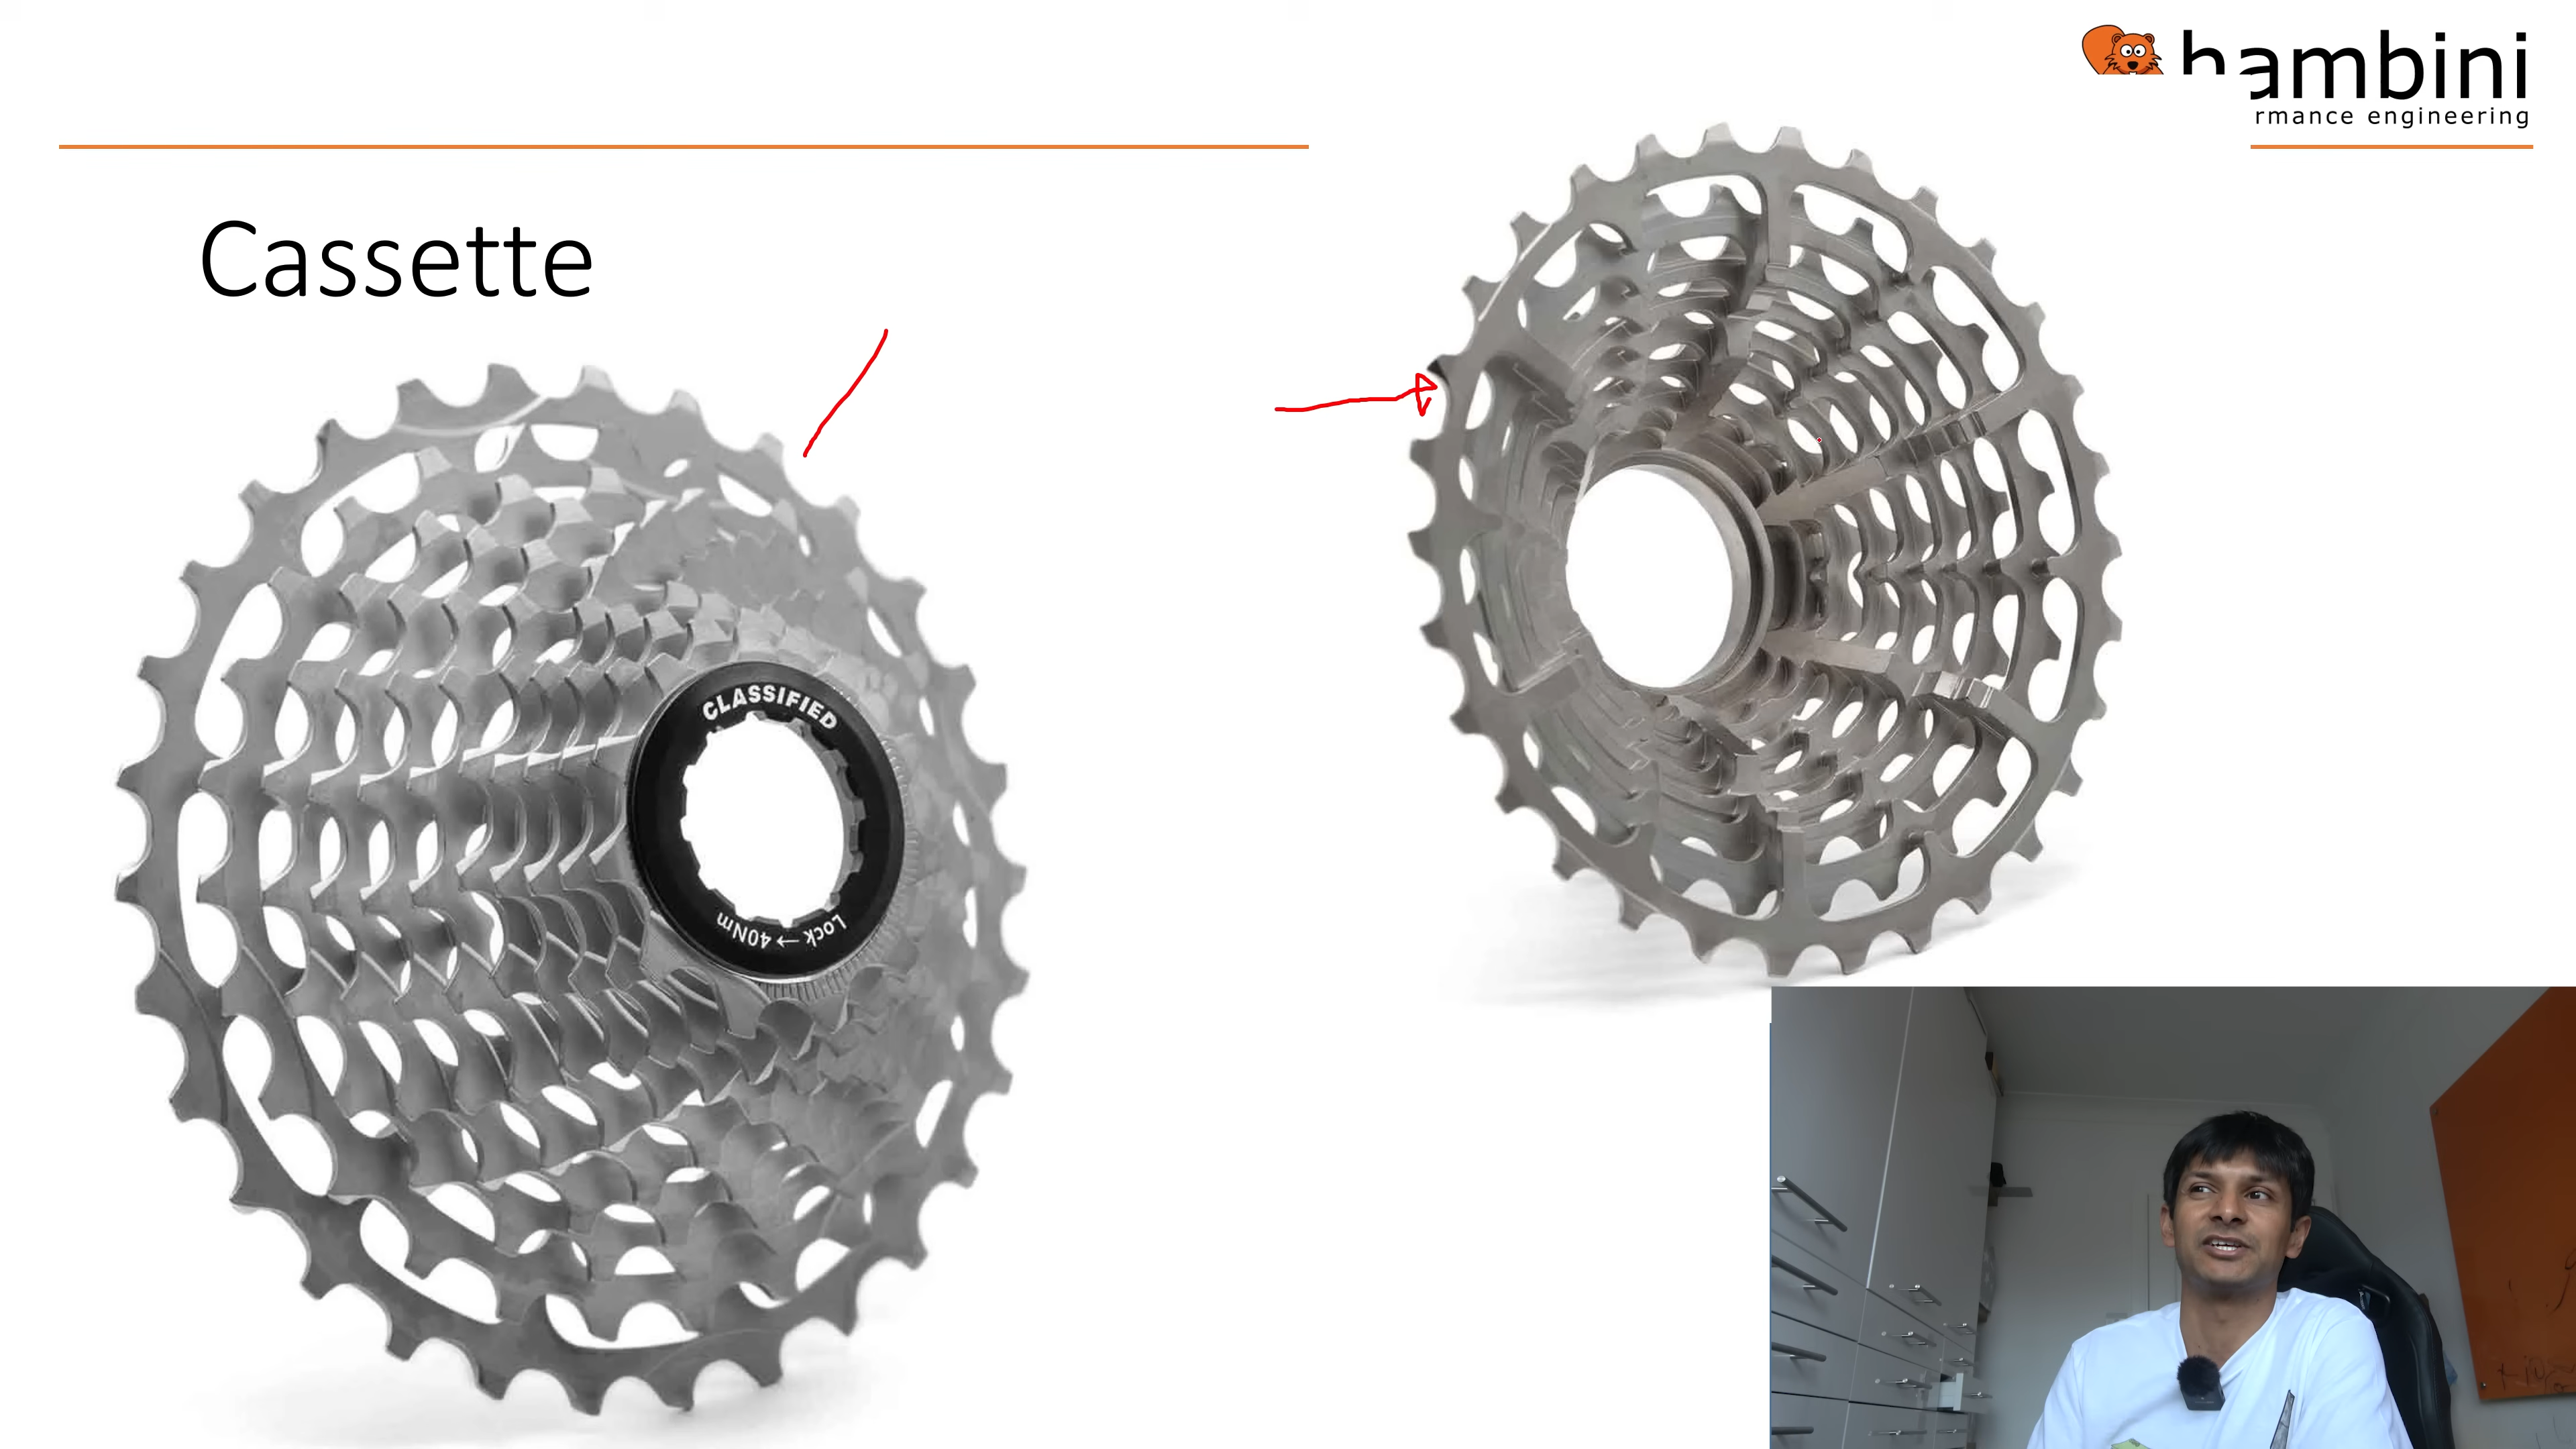 hambini
rmance engineering
Cassette
CLASSIFIED
Lock → 40Nm